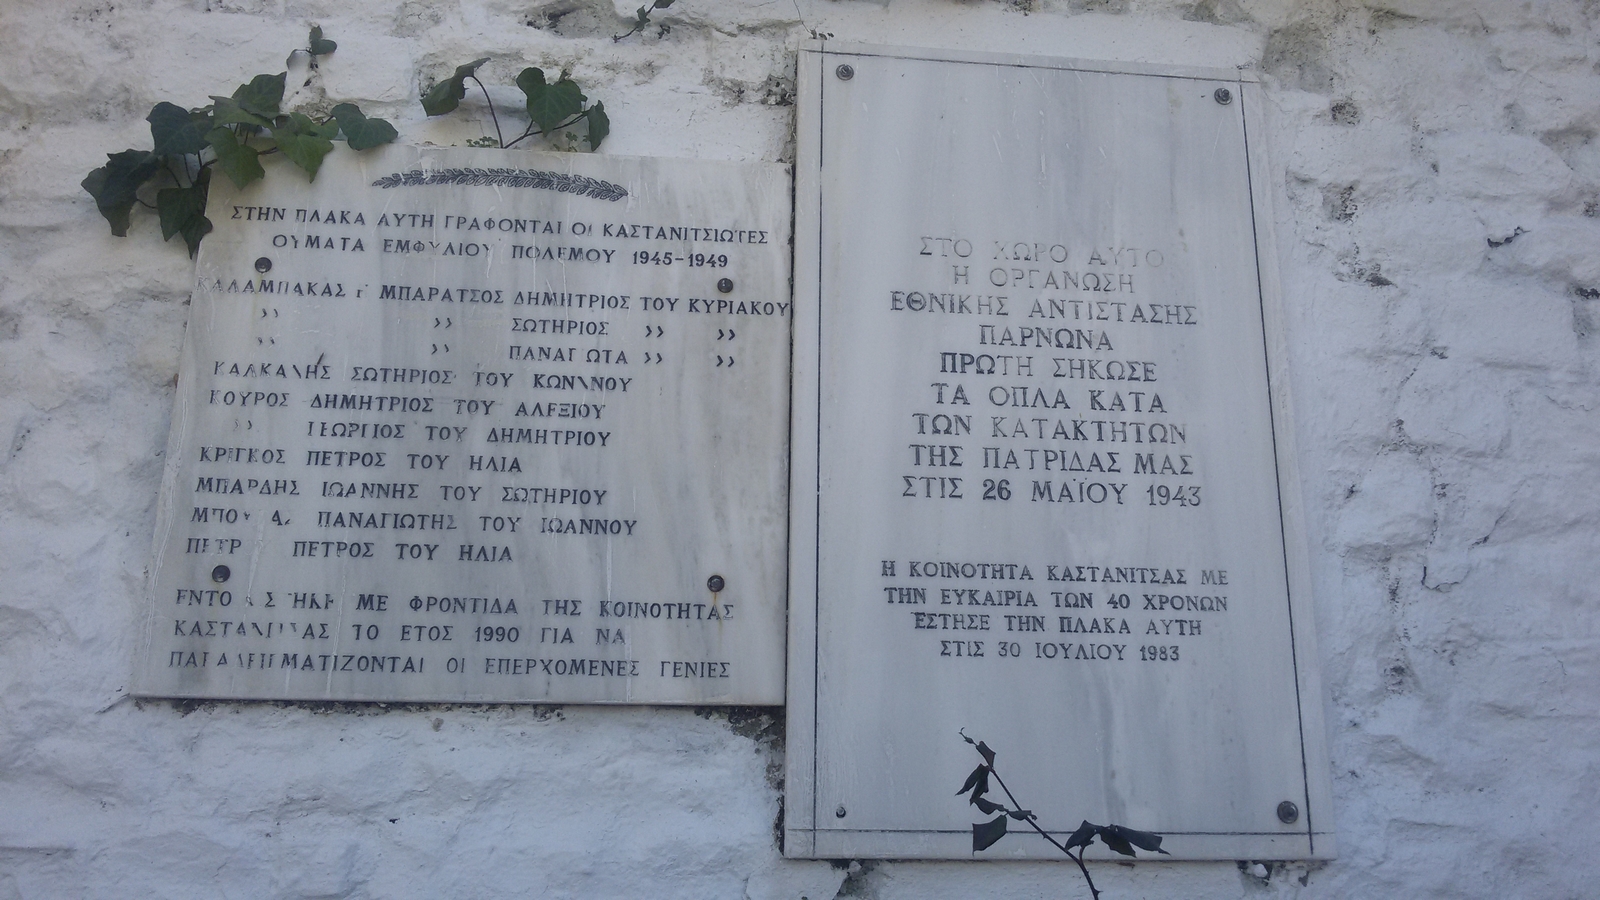 ΣΤΗΝ ΠΛΑΚΑ ΑΥΤΗ ΓΡΑΦΟΝΤΑΙ ΟΙ ΚΑΣΤΑΝΙΤΣΙΩΤΕΣ
ΘΥΜΑΤΑ ΕΜΦΥΛΙΟΥ ΠΟΛΕΜΟΥ 1945-1949
ΚΑΛΑΜΠΑΚΑΣ ΜΠΑΡΑΤΣΟΣ ΔΗΜΗΤΡΙΟΣ ΤΟΥ ΚΥΡΙΑΚΟΥ
›› ›› ΣΩΤΗΡΙΟΣ ›› ››
›› ›› ΠΑΝΑΓΙΩΤΑ ›› ››
ΣΩΤΗΡΙΟΣ ΤΟΥ ΚΩΝ/ΝΟΥ
ΚΟΥΡΟΣ ΔΗΜΗΤΡΙΟΣ ΤΟΥ ΑΛΕΞΙΟΥ
›› ΓΕΩΡΓΙΟΣ ΤΟΥ ΔΗΜΗΤΡΙΟΥ
ΚΡΙΓΚΟΣ ΠΕΤΡΟΣ ΤΟΥ ΗΛΙΑ
ΜΠΑΡΔΗΣ ΙΩΑΝΝΗΣ ΤΟΥ ΣΩΤΗΡΙΟΥ
ΠΑΝΑΓΙΩΤΗΣ ΤΟΥ ΙΩΑΝΝΟΥ
ΠΕΤΡΟΣ ΤΟΥ ΗΛΙΑ
ΕΝΤΟΙΧΙΣΤΗΚΕ ΜΕ ΦΡΟΝΤΙΔΑ ΤΗΣ ΚΟΙΝΟΤΗΤΑΣ
ΚΑΣΤΑΝΙΤΣΑΣ ΤΟ ΕΤΟΣ 1990 ΓΙΑ ΝΑ
ΠΑΡΑΔΕΙΓΜΑΤΙΖΟΝΤΑΙ ΟΙ ΕΠΕΡΧΟΜΕΝΕΣ ΓΕΝΙΕΣ
ΣΤΟ ΧΩΡΟ ΑΥΤΟ
Η ΟΡΓΑΝΩΣΗ
ΕΘΝΙΚΗΣ ΑΝΤΙΣΤΑΣΗΣ
ΠΑΡΝΩΝΑ
ΠΡΩΤΗ ΣΗΚΩΣΕ
ΤΑ ΟΠΛΑ ΚΑΤΑ
ΤΩΝ ΚΑΤΑΚΤΗΤΩΝ
ΤΗΣ ΠΑΤΡΙΔΑΣ ΜΑΣ
ΣΤΙΣ 26 ΜΑΪΟΥ 1943
Η ΚΟΙΝΟΤΗΤΑ ΚΑΣΤΑΝΙΤΣΑΣ ΜΕ
ΤΗΝ ΕΥΚΑΙΡΙΑ ΤΩΝ 40 ΧΡΟΝΩΝ
ΕΣΤΗΣΕ ΤΗΝ ΠΛΑΚΑ ΑΥΤΗ
ΣΤΙΣ 30 ΙΟΥΛΙΟΥ 1983